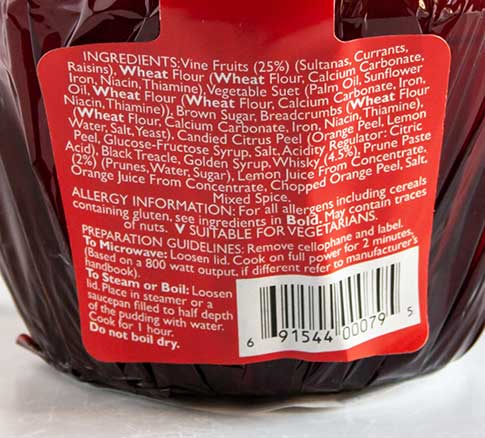 INGREDIENTS: Vine Fruits (25%) (Sultanas, Currants,
Raisins), Wheat Flour (Wheat Flour, Calcium Carbonate,
Iron, Niacin, Thiamine), Vegetable Suet (Palm Oil, Sunflower
Oil, Wheat Flour (Wheat Flour, Calcium Carbonate, Iron,
Niacin, Thiamine)), Brown Sugar, Breadcrumbs (Wheat Flour
(Wheat Flour, Calcium Carbonate, Iron, Niacin, Thiamine),
Water, Salt, Yeast), Candied Citrus Peel (Orange Peel, Lemon
Peel, Glucose-Fructose Syrup, Salt, Acidity Regulator: Citric
Acid), Black Treacle, Golden Syrup, Whisky (4.5%), Prune Paste
(2%) (Prunes, Water, Sugar), Lemon Juice From Concentrate,
Orange Juice From Concentrate, Chopped Orange Peel, Salt,
Mixed Spice.
ALLERGY INFORMATION: For all allergens including cereals
containing gluten, see ingredients in Bold. May contain traces
of nuts. V SUITABLE FOR VEGETARIANS.
PREPARATION GUIDELINES: Remove cellophane and label.
To Microwave: Loosen lid. Cook on full power for 2 minutes,
(Based on a 800 watt output, if different refer to manufacturer's
handbook).
To Steam or Boil: Loosen
lid. Place in steamer or a
saucepan filled to half depth
of the pudding with water.
Cook for 1 hour.
Do not boil dry.
6 91544 00079 5